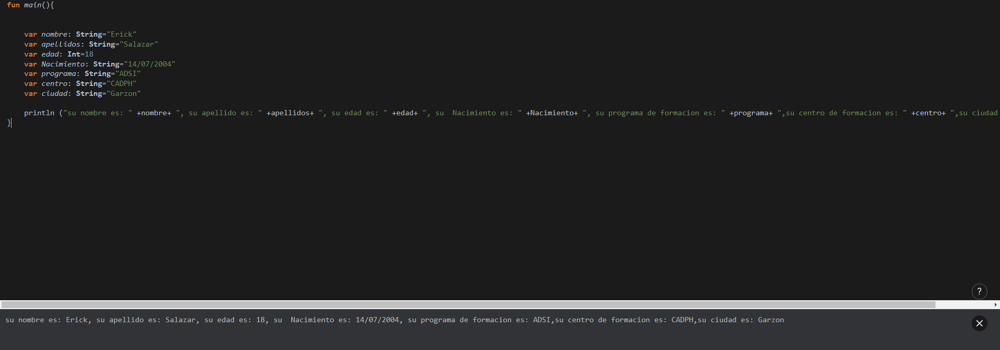 fun main(){
var nombre: String="Erick"
var apellidos: String="Salazar"
var edad: Int=18
var Nacimiento: String="14/07/2004"
var programa: String="ADSI"
var centro: String="CADPH"
var ciudad: String="Garzon"
println ("su nombre es: " +nombre+ ", su apellido es: " +apellidos+ ", su edad es: " +edad+ ", su  Nacimiento es: " +Nacimiento+ ", su programa de formacion es: " +programa+ ",su centro de formacion es: " +centro+ ",su ciudad
}
?
su nombre es: Erick, su apellido es: Salazar, su edad es: 18, su  Nacimiento es: 14/07/2004, su programa de formacion es: ADSI,su centro de formacion es: CADPH,su ciudad es: Garzon